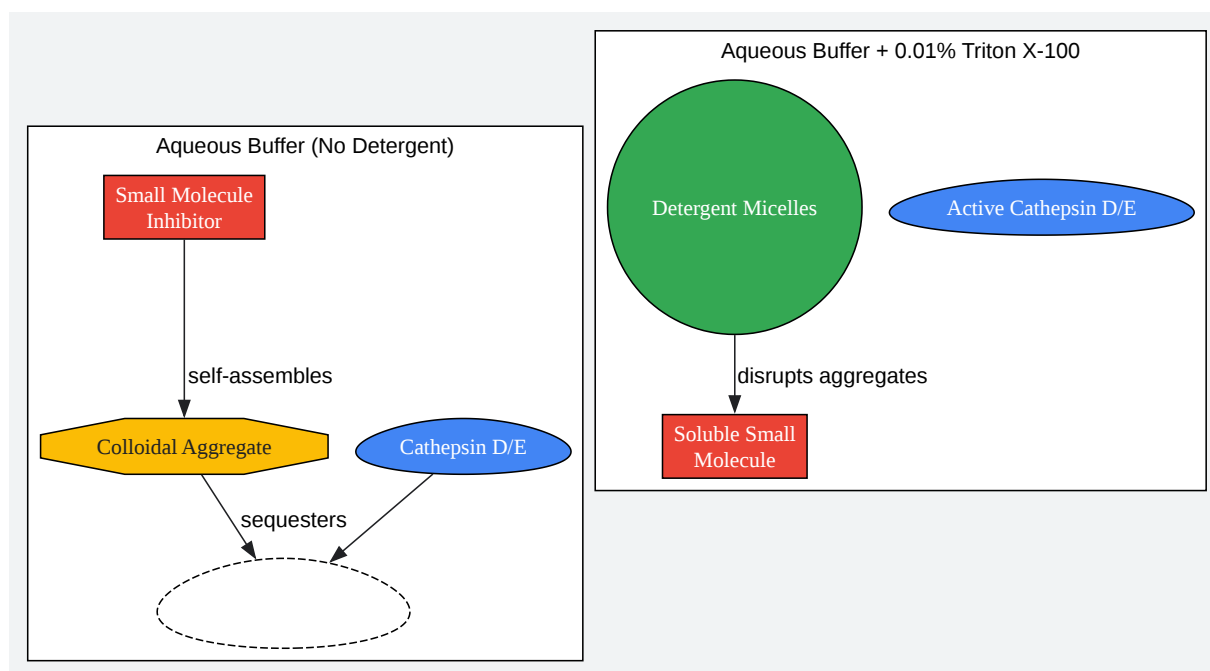 Aqueous Buffer (No Detergent)
Small Molecule
Inhibitor
self-assembles
Colloidal Aggregate
Cathepsin D/E
sequesters
Aqueous Buffer + 0.01% Triton X-100
Detergent Micelles
Active Cathepsin D/E
disrupts aggregates
Soluble Small
Molecule